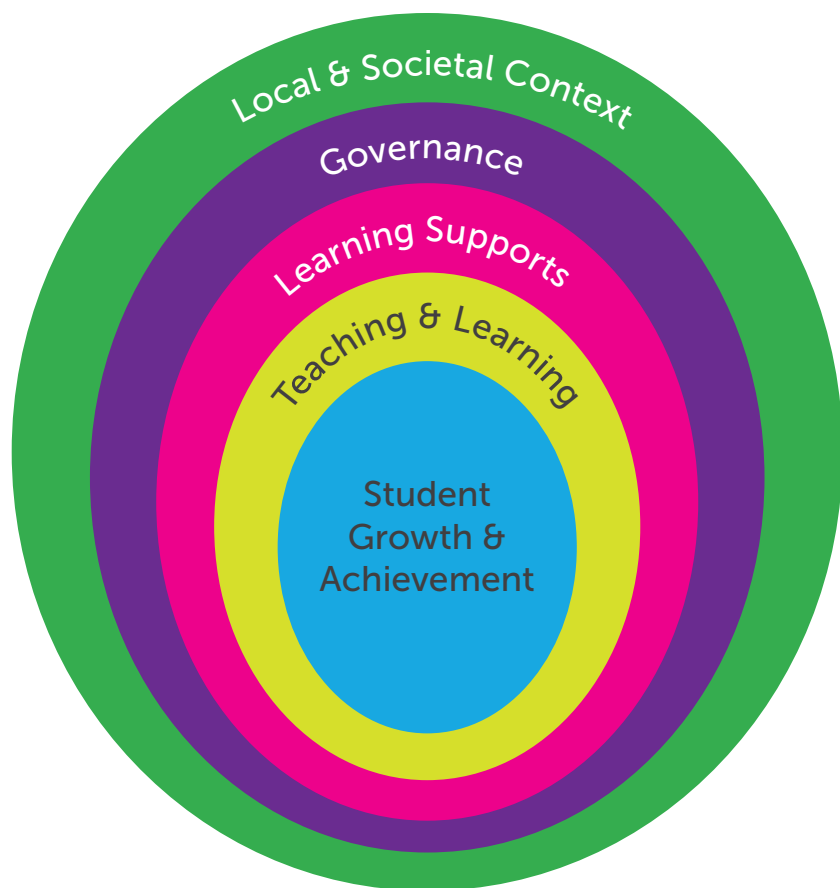 Local & Societal Context
Governance
Learning Supports
Teaching & Learning
Student
Growth &
Achievement